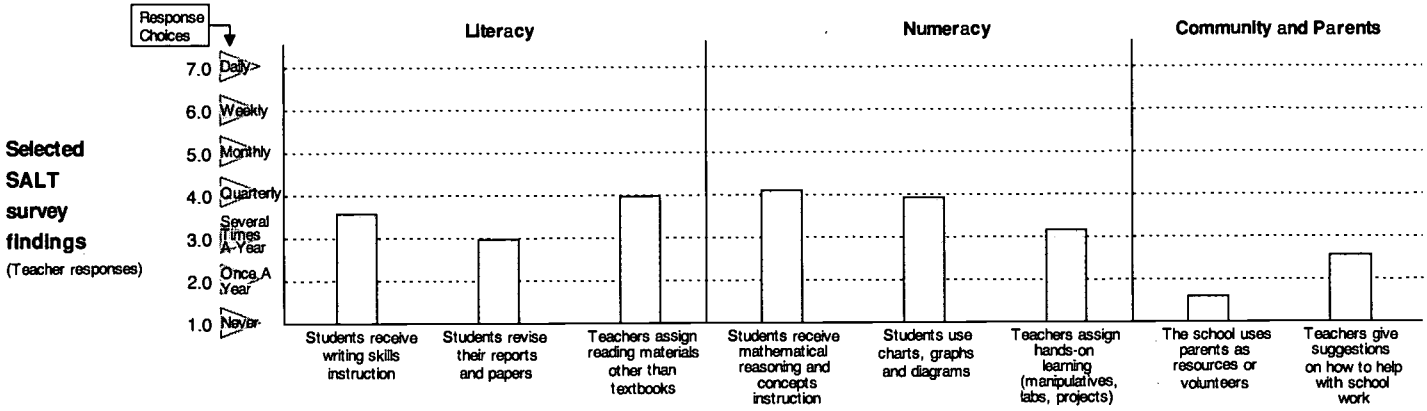 Response
Choices
Literacy
Numeracy
Community and Parents
7.0 Daily
6.0 Weekly
5.0 Monthly
4.0 Quarterly
Several
3.0 Times
A Year
2.0 Once A
Year
1.0 Never
Selected
SALT
survey
findings
(Teacher responses)
Students receive
writing skills
instruction
Students revise
their reports
and papers
Teachers assign
reading materials
other than
textbooks
Students receive
mathematical
reasoning and
concepts
instruction
Students use
charts, graphs
and diagrams
Teachers assign
hands-on
learning
(manipulatives,
labs, projects)
The school uses
parents as
resources or
volunteers
Teachers give
suggestions
on how to help
with school
work